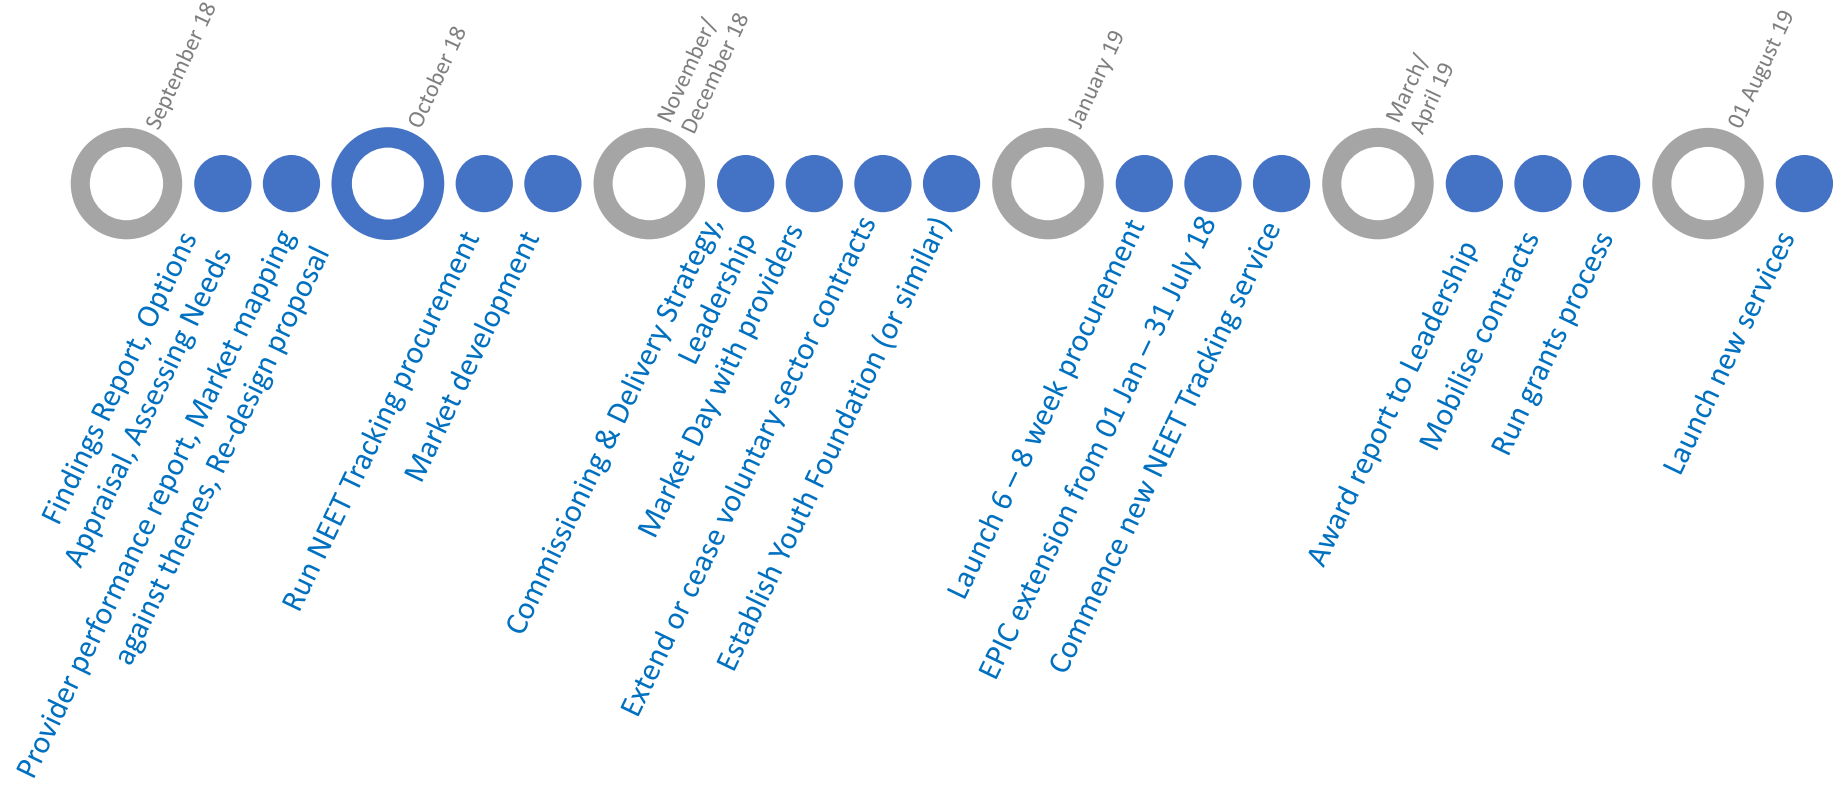 September 18
Findings Report, Options
Appraisal, Assessing Needs
Provider performance report, Market mapping
against themes, Re-design proposal
October 18
Run NEET Tracking procurement
Market development
November/
December 18
Commissioning & Delivery Strategy,
Leadership
Market Day with providers
Extend or cease voluntary sector contracts
Establish Youth Foundation (or similar)
January 19
Launch 6 – 8 week procurement
EPIC extension from 01 Jan – 31 July 18
Commence new NEET Tracking service
March/
April 19
Award report to Leadership
Mobilise contracts
Run grants process
01 August 19
Launch new services